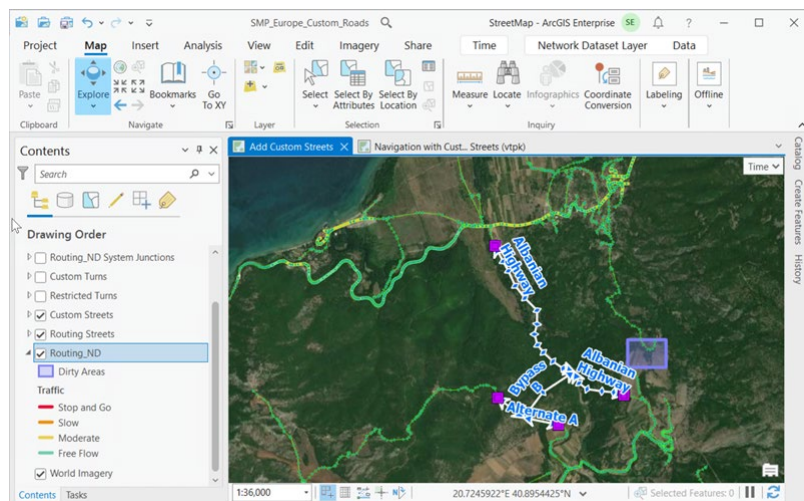 SMP_Europe_Custom_Roads
StreetMap - ArcGIS Enterprise
SE
?
Project
Map
Insert
Analysis
View
Edit
Imagery
Share
Time
Network Dataset Layer
Data
Paste
Explore
Bookmarks
Go To XY
Select
Select By Attributes
Select By Location
Measure
Locate
Infographics
Coordinate Conversion
Labeling
Offline
Clipboard
Navigate
Layer
Selection
Inquiry
Contents
Search
Drawing Order
Routing_ND System Junctions
Custom Turns
Restricted Turns
Custom Streets
Routing Streets
Routing_ND
Dirty Areas
Traffic
Stop and Go
Slow
Moderate
Free Flow
World Imagery
Contents
Tasks
Add Custom Streets
Navigation with Cust... Streets (vtpk)
Time
Albanian
Highway
Albanian
Highway
Bypass
B
Alternate A
1:36,000
20.7245922°E 40.8954425°N
Selected Features: 0
Catalog
Create Features
History